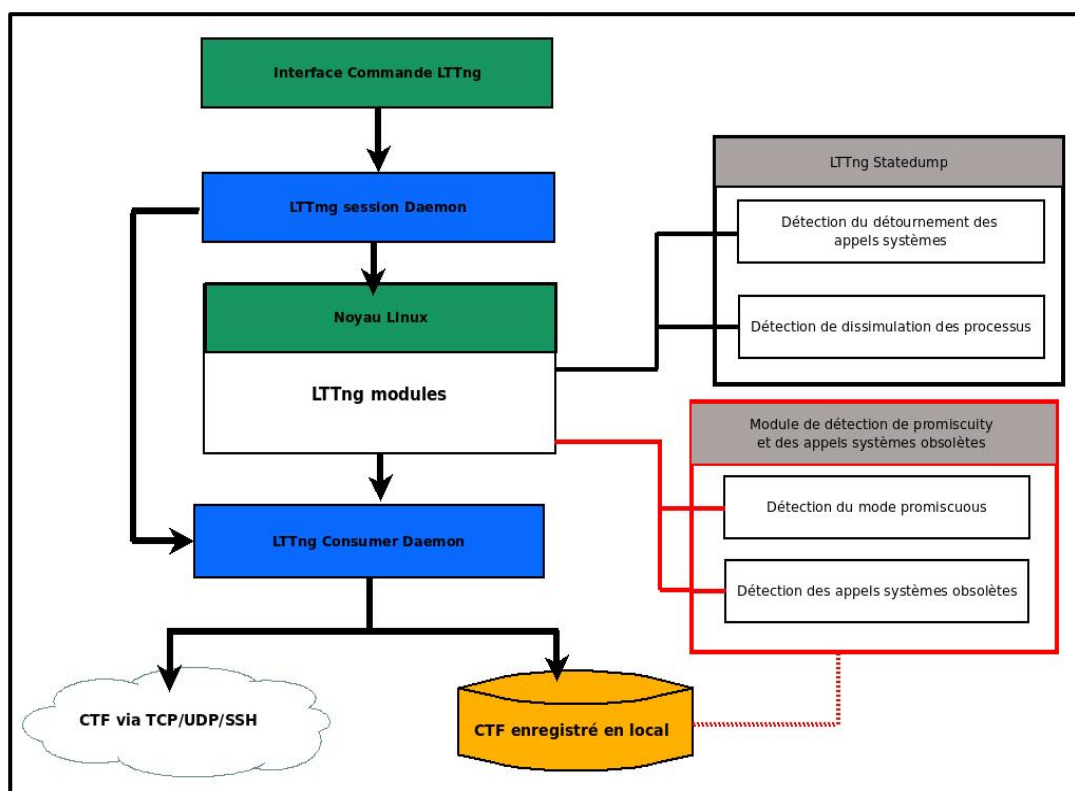 Interface Commande LTTng
LTTmg session Daemon
Noyau Linux
LTTng modules
LTTng Consumer Daemon
CTF via TCP/UDP/SSH
CTF enregistré en local
LTTng Statedump
Détection du détournement des
appels systèmes
Détection de dissimulation des processus
Module de détection de promiscuity
et des appels systèmes obsolètes
Détection du mode promiscuous
Détection des appels systèmes obsolètes